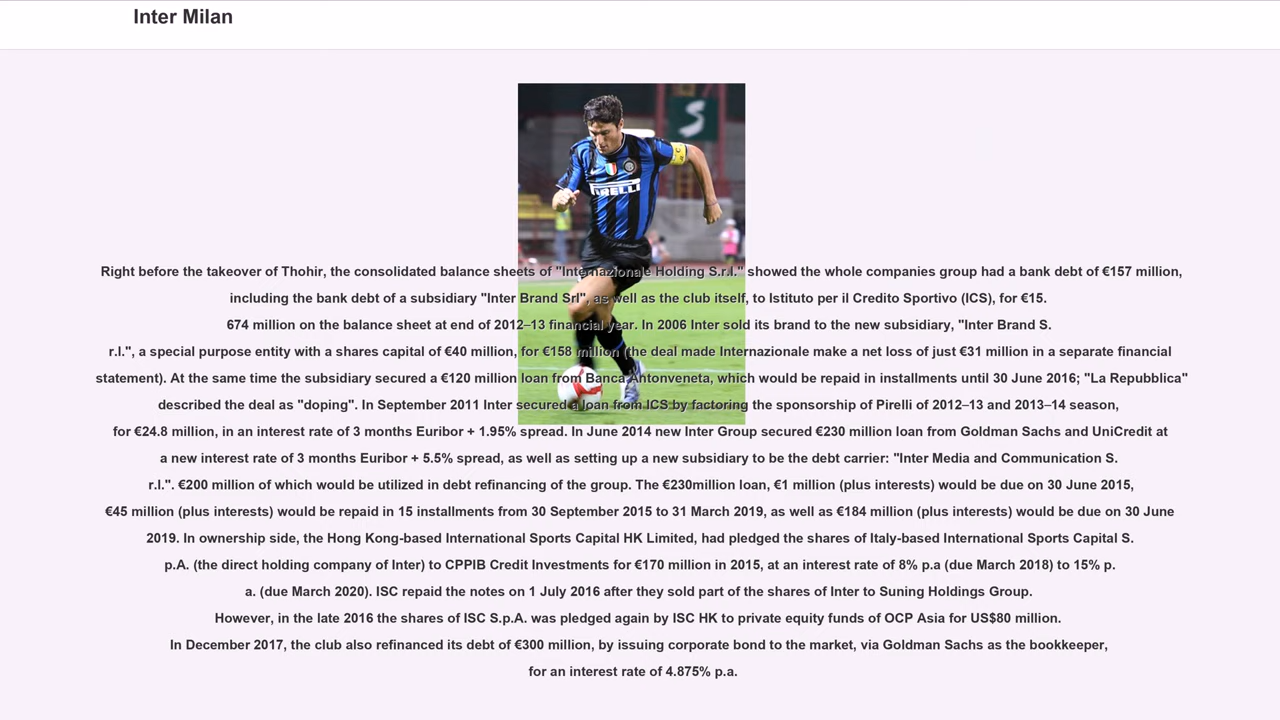 Inter Milan
S
PIRELLI
C
Right before the takeover of Thohir, the consolidated balance sheets of "Internazionale Holding S.r.l." showed the whole companies group had a bank debt of €157 million,
including the bank debt of a subsidiary "Inter Brand Srl", as well as the club itself, to Istituto per il Credito Sportivo (ICS), for €15.
674 million on the balance sheet at end of 2012–13 financial year. In 2006 Inter sold its brand to the new subsidiary, "Inter Brand S.
r.l.", a special purpose entity with a shares capital of €40 million, for €158 million (the deal made Internazionale make a net loss of just €31 million in a separate financial
statement). At the same time the subsidiary secured a €120 million loan from Banca Antonveneta, which would be repaid in installments until 30 June 2016; "La Repubblica"
described the deal as "doping". In September 2011 Inter secured a loan from ICS by factoring the sponsorship of Pirelli of 2012–13 and 2013–14 season,
for €24.8 million, in an interest rate of 3 months Euribor + 1.95% spread. In June 2014 new Inter Group secured €230 million loan from Goldman Sachs and UniCredit at
a new interest rate of 3 months Euribor + 5.5% spread, as well as setting up a new subsidiary to be the debt carrier: "Inter Media and Communication S.
r.l.". €200 million of which would be utilized in debt refinancing of the group. The €230million loan, €1 million (plus interests) would be due on 30 June 2015,
€45 million (plus interests) would be repaid in 15 installments from 30 September 2015 to 31 March 2019, as well as €184 million (plus interests) would be due on 30 June
2019. In ownership side, the Hong Kong-based International Sports Capital HK Limited, had pledged the shares of Italy-based International Sports Capital S.
p.A. (the direct holding company of Inter) to CPPIB Credit Investments for €170 million in 2015, at an interest rate of 8% p.a (due March 2018) to 15% p.
a. (due March 2020). ISC repaid the notes on 1 July 2016 after they sold part of the shares of Inter to Suning Holdings Group.
However, in the late 2016 the shares of ISC S.p.A. was pledged again by ISC HK to private equity funds of OCP Asia for US$80 million.
In December 2017, the club also refinanced its debt of €300 million, by issuing corporate bond to the market, via Goldman Sachs as the bookkeeper,
for an interest rate of 4.875% p.a.